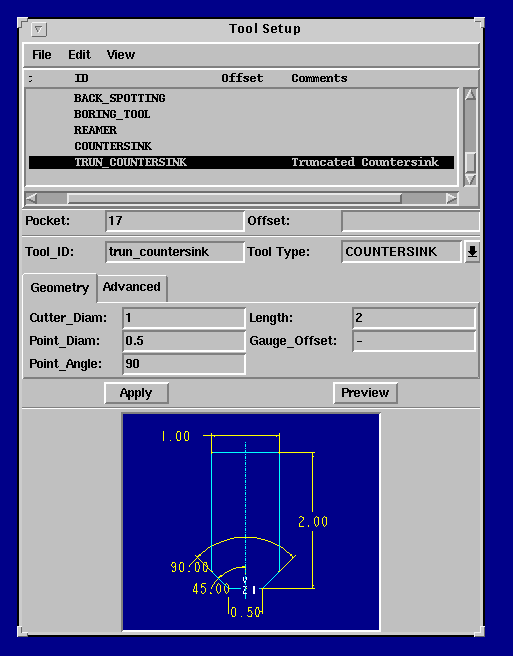 Tool Setup
File Edit View
: ID Offset Comments
BACK_SPOTTING
BORING_TOOL
REAMER
COUNTERSINK
TRUN_COUNTERSINK Truncated Countersink
Pocket: 17 Offset:
Tool_ID: trun_countersink Tool Type: COUNTERSINK
Geometry Advanced
Cutter_Diam: 1 Length: 2
Point_Diam: 0.5 Gauge_Offset: -
Point_Angle: 90
Apply Preview
1.00
2.00
90.00
45.00
0.50